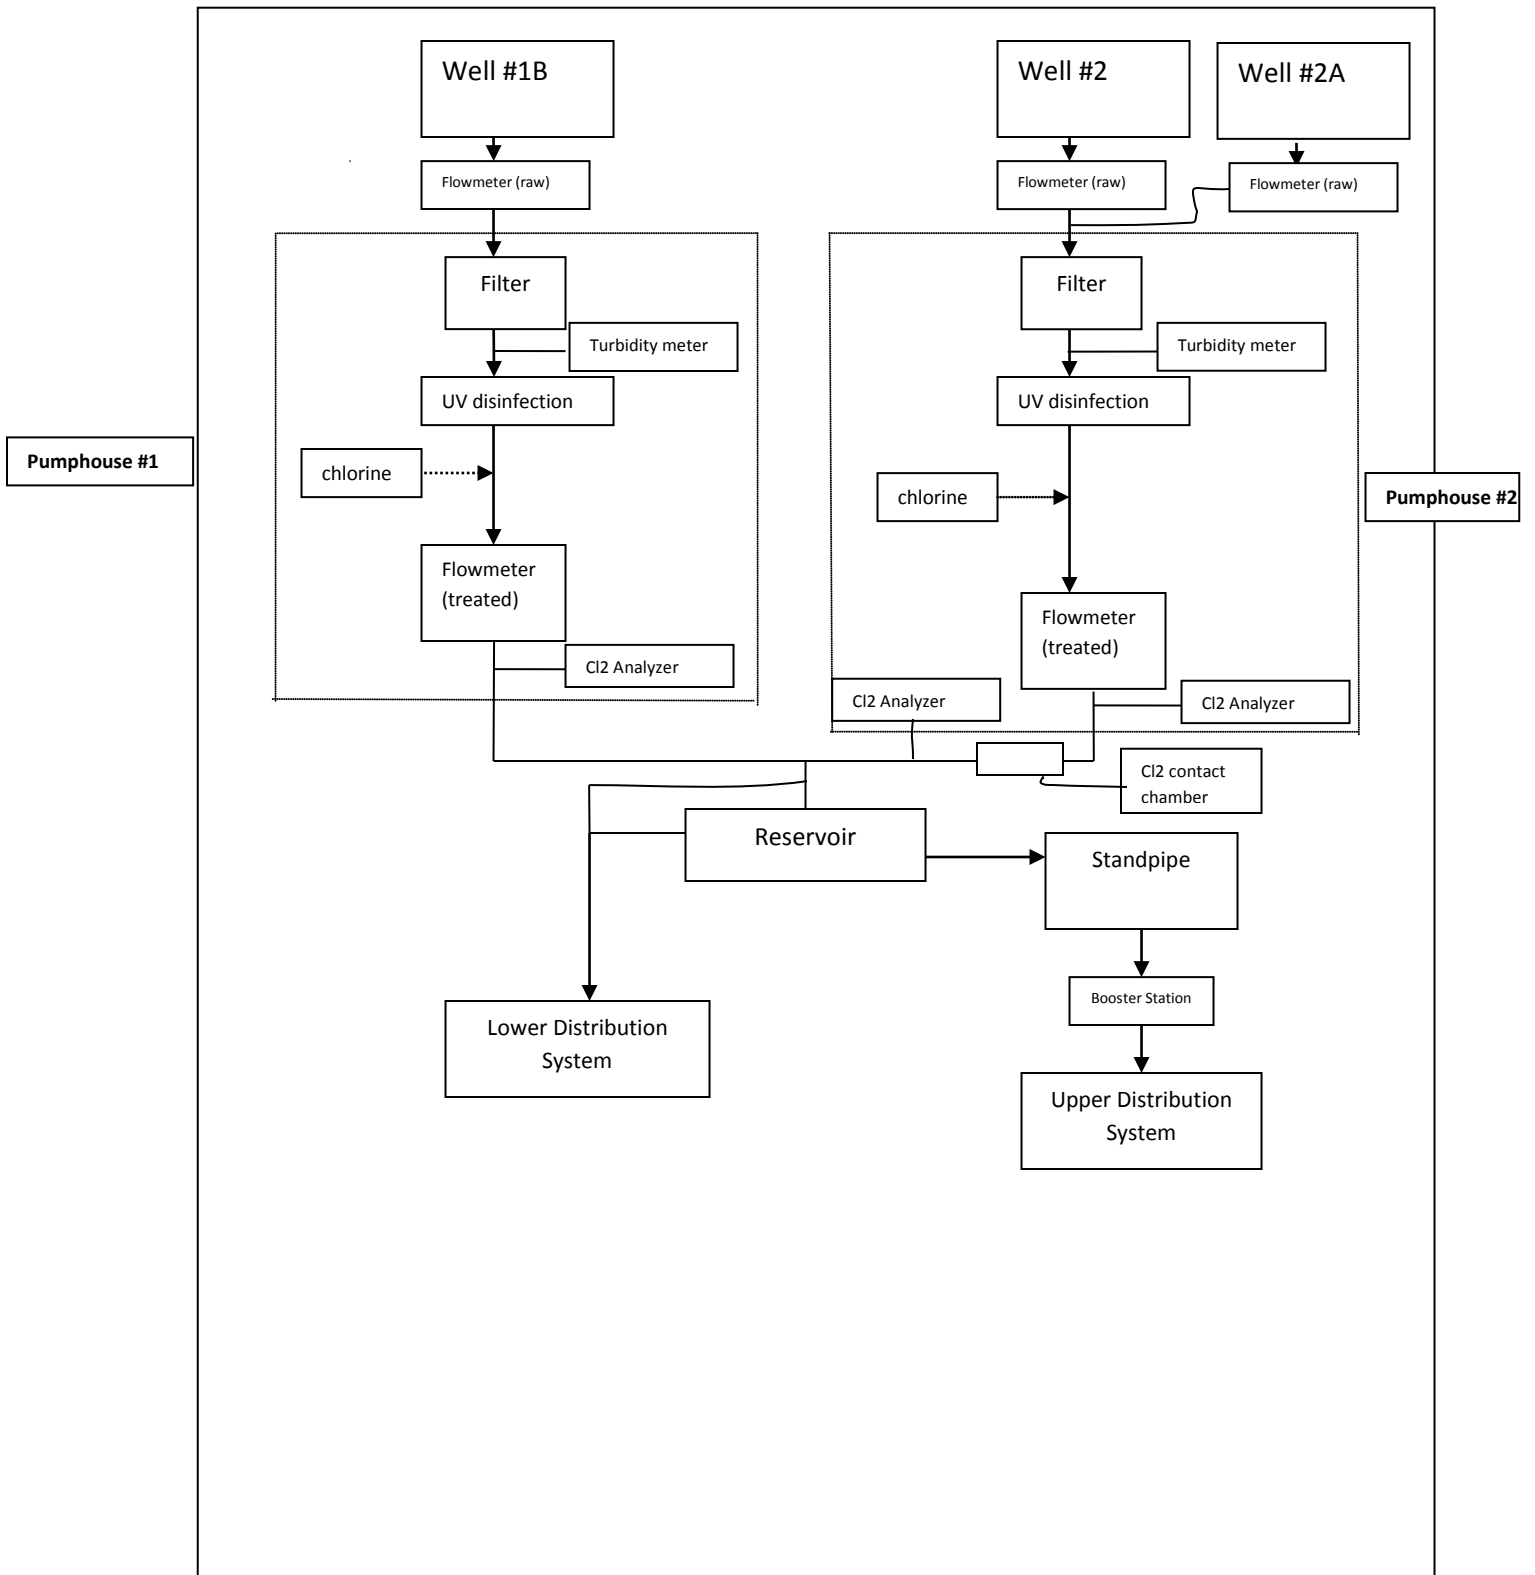 Well #1B
Well #2
Well #2A
Flowmeter (raw)
Flowmeter (raw)
Flowmeter (raw)
Filter
Filter
Turbidity meter
Turbidity meter
UV disinfection
UV disinfection
Pumphouse #1
chlorine
chlorine
Pumphouse #2
Flowmeter
(treated)
Flowmeter
(treated)
Cl2 Analyzer
Cl2 Analyzer
Cl2 Analyzer
Cl2 contact
chamber
Reservoir
Standpipe
Booster Station
Lower Distribution
System
Upper Distribution
System